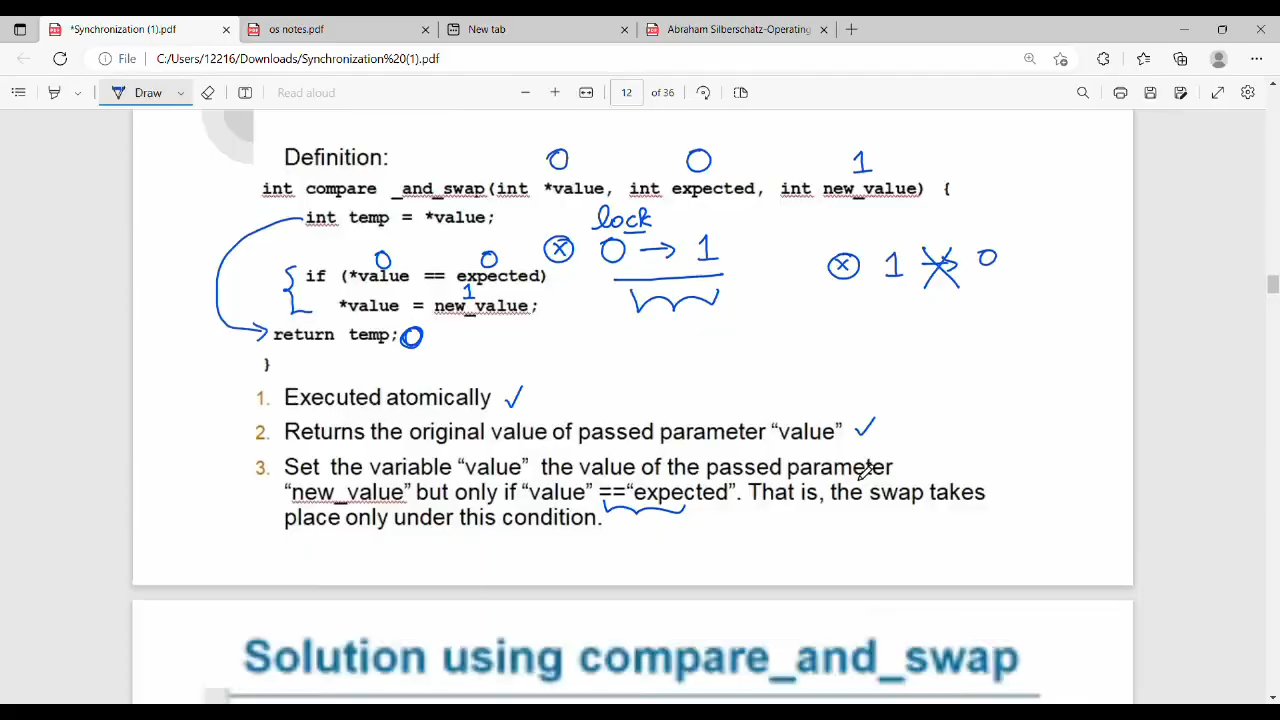 *Synchronization (1).pdf
os notes.pdf
New tab
Abraham Silberschatz-Operating
File C:/Users/12216/Downloads/Synchronization%20(1).pdf
Draw Read aloud 12 of 36
Definition:
0 0 1
int compare _and_swap(int *value, int expected, int new_value) {
int temp = *value;
lock
0 → 1
x
x 1 → 0
0 0
if (*value == expected)
1
*value = new_value;
return temp; 0
}
1. Executed atomically ✓
2. Returns the original value of passed parameter “value” ✓
3. Set the variable “value” the value of the passed parameter
“new_value” but only if “value” ==“expected”. That is, the swap takes
place only under this condition.
Solution using compare_and_swap